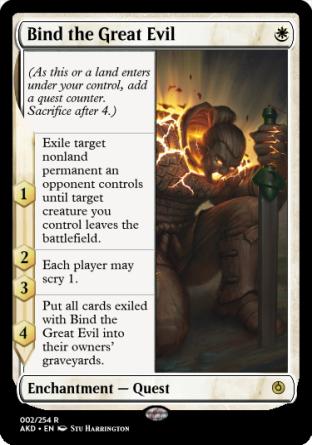 Bind the Great Evil
(As this or a land enters
under your control, add
a quest counter.
Sacrifice after 4.)
1
Exile target
nonland
permanent an
opponent controls
until target
creature you
control leaves the
battlefield.
2
3
Each player may
scry 1.
4
Put all cards exiled
with Bind the
Great Evil into
their owners'
graveyards.
Enchantment — Quest
002/254 R
AKD • EN Stu Harrington